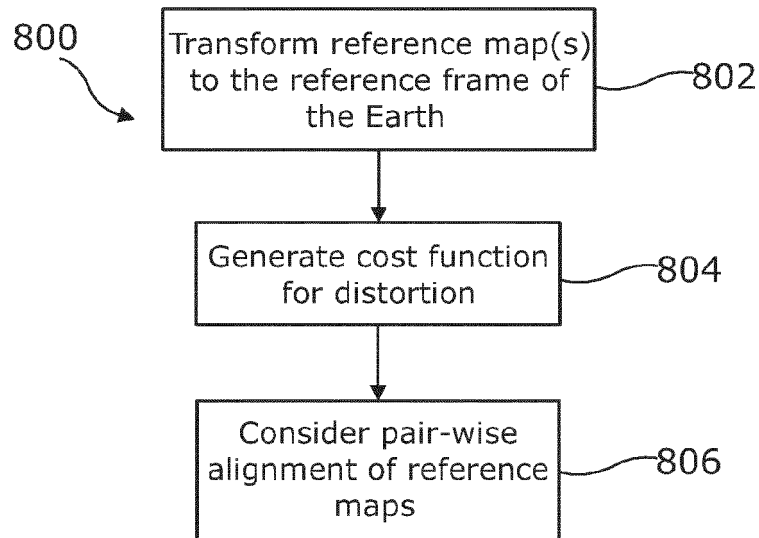 800
Transform reference map(s)
to the reference frame of
the Earth
802
Generate cost function
for distortion
804
Consider pair-wise
alignment of reference
maps
806